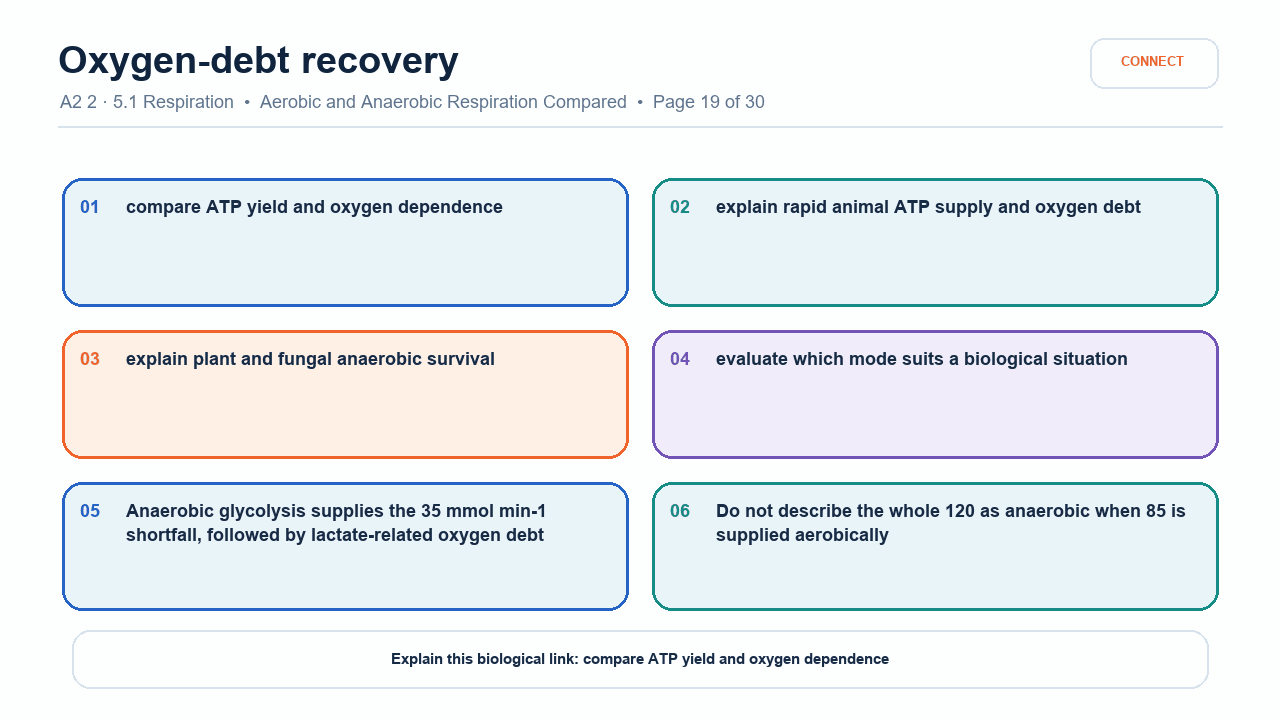 Oxygen-debt recovery
CONNECT
A2 2 · 5.1 Respiration • Aerobic and Anaerobic Respiration Compared • Page 19 of 30
01 compare ATP yield and oxygen dependence
02 explain rapid animal ATP supply and oxygen debt
03 explain plant and fungal anaerobic survival
04 evaluate which mode suits a biological situation
05 Anaerobic glycolysis supplies the 35 mmol min-1
shortfall, followed by lactate-related oxygen debt
06 Do not describe the whole 120 as anaerobic when 85 is
supplied aerobically
Explain this biological link: compare ATP yield and oxygen dependence